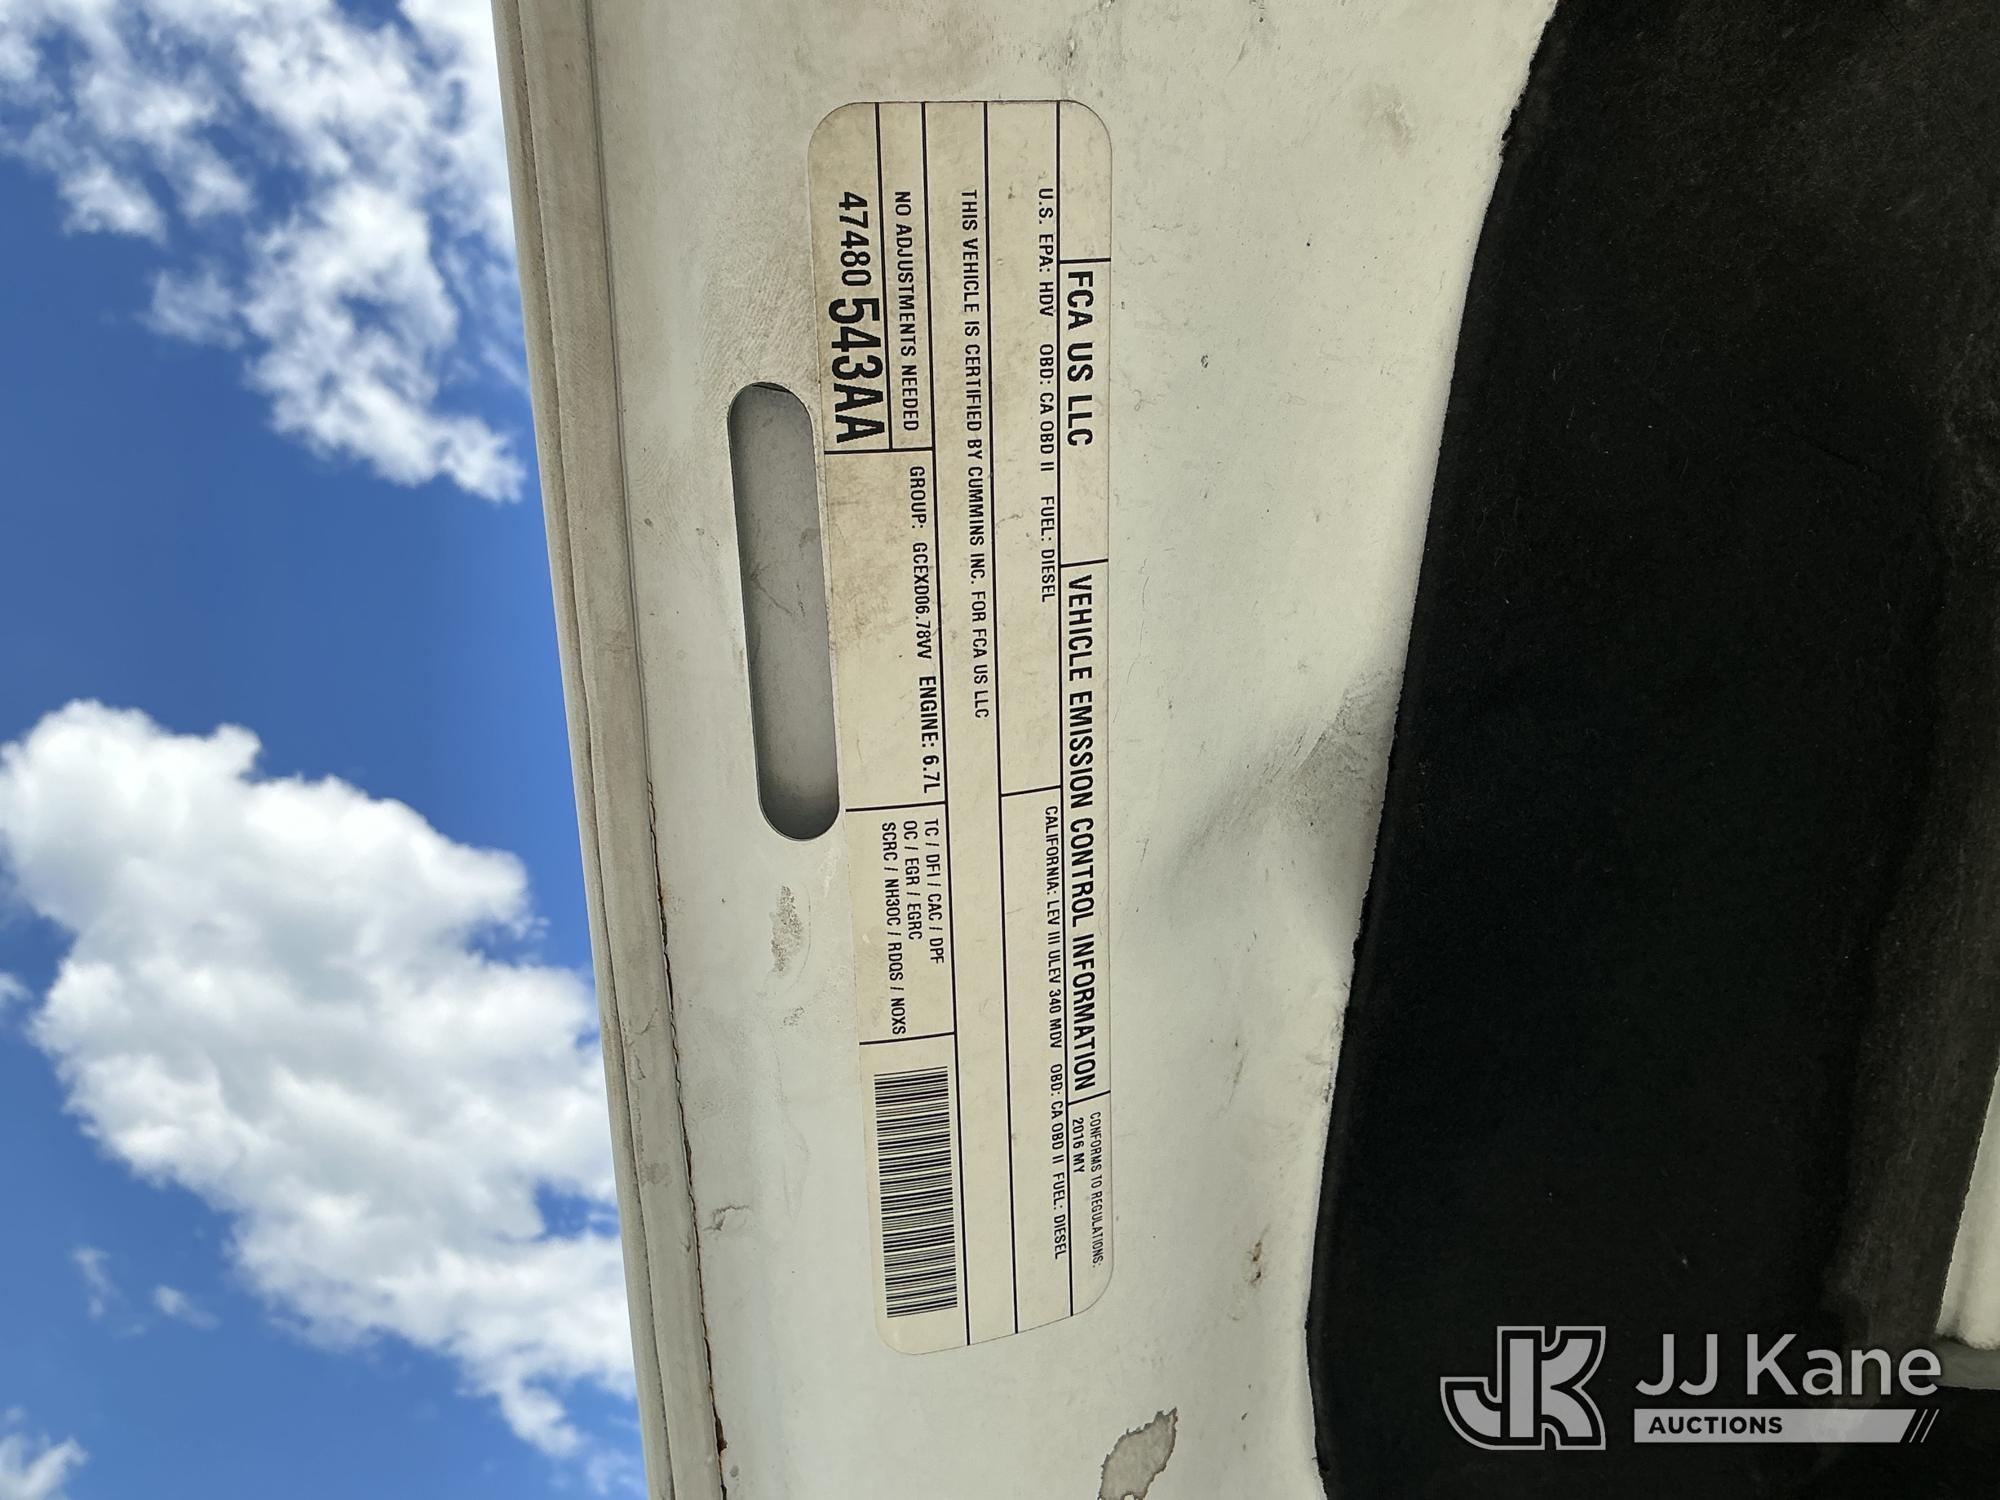 FCA US LLC
VEHICLE EMISSION CONTROL INFORMATION
CONFORMS TO REGULATIONS:
2016 MY
U.S. EPA: HDV OBD: CA OBD II FUEL: DIESEL
CALIFORNIA: LEV III ULEV 340 MDV OBD: CA OBD II FUEL: DIESEL
THIS VEHICLE IS CERTIFIED BY CUMMINS INC. FOR FCA US LLC
NO ADJUSTMENTS NEEDED
47480543AA
GROUP: GCEXD06.78VV ENGINE: 6.7L
TC / DFI / CAC / DPF
OC / EGR / EGRC
SCRC / NH3OC / RDQS / NOXS
JJ Kane
AUCTIONS